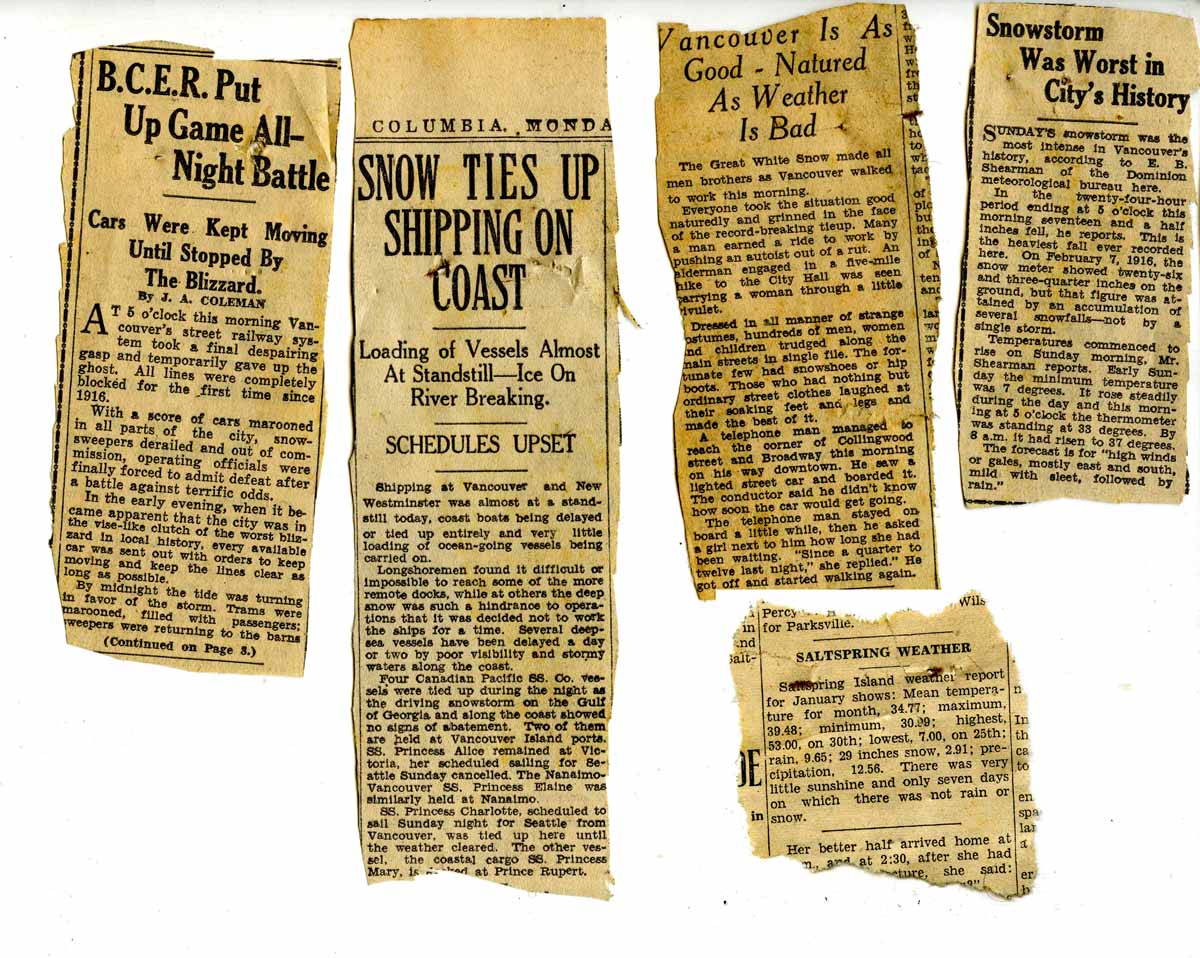 B.C.E.R. Put
Up Game All-
Night Battle
Cars Were Kept Moving
Until Stopped By
The Blizzard.
By J. A. COLEMAN
AT 5 o'clock this morning Van-
couver's street railway sys-
tem took a final despairing
gasp and temporarily gave up the
ghost. All lines were completely
blocked for the first time since
1916.
With a score of cars marooned
in all parts of the city, snow-
sweepers derailed and out of com-
mission, operating officials were
finally forced to admit defeat after
a battle against terrific odds.
In the early evening, when it be-
came apparent that the city was in
the vise-like clutch of the worst bliz-
zard in local history, every available
car was sent out with orders to keep
moving and keep the lines clear as
long as possible.
By midnight the tide was turning
in favor of the storm. Trams were
marooned, filled with passengers;
sweepers were returning to the barns
(Continued on Page 3.)
COLUMBIA, MONDA
SNOW TIES UP
SHIPPING ON
COAST
Loading of Vessels Almost
At Standstill—Ice On
River Breaking.
SCHEDULES UPSET
Shipping at Vancouver and New
Westminster was almost at a stand-
still today, coast boats being delayed
or tied up entirely and very little
loading of ocean-going vessels being
carried on.
Longshoremen found it difficult or
impossible to reach some of the more
remote docks, while at others the deep
snow was such a hindrance to opera-
tions that it was decided not to work
the ships for a time. Several deep-
sea vessels have been delayed a day
or two by poor visibility and stormy
waters along the coast.
Four Canadian Pacific SS. Co. ves-
sels were tied up during the night as
the driving snowstorm on the Gulf
of Georgia and along the coast showed
no signs of abatement. Two of them
are held at Vancouver Island ports.
SS. Princess Alice remained at Vic-
toria, her scheduled sailing for Se-
attle Sunday cancelled. The Nanaimo-
Vancouver SS. Princess Elaine was
similarly held at Nanaimo.
SS. Princess Charlotte, scheduled to
sail Sunday night for Seattle from
Vancouver, was tied up here until
the weather cleared. The other ves-
sel, the coastal cargo SS. Princess
Mary, is docked at Prince Rupert.
Vancouver Is As
Good - Natured
As Weather
Is Bad
The Great White Snow made all
men brothers as Vancouver walked
to work this morning.
Everyone took the situation good
naturedly and grinned in the face
of the record-breaking tieup. Many
a man earned a ride to work by
pushing an autoist out of a rut. An
alderman engaged in a five-mile
hike to the City Hall was seen
carrying a woman through a little
rivulet.
Dressed in all manner of strange
costumes, hundreds of men, women
and children trudged along the
main streets in single file. The for-
tunate few had snowshoes or hip
boots. Those who had nothing but
ordinary street clothes laughed at
their soaking feet and legs and
made the best of it.
A telephone man managed to
reach the corner of Collingwood
street and Broadway this morning
on his way downtown. He saw a
lighted street car and boarded it.
The conductor said he didn't know
how soon the car would get going.
The telephone man stayed on
board a little while, then he asked
a girl next to him how long she had
been waiting. "Since a quarter to
twelve last night," she replied." He
got off and started walking again.
Snowstorm
Was Worst in
City's History
SUNDAY'S snowstorm was the
most intense in Vancouver's
history, according to E. B.
Shearman of the Dominion
meteorological bureau here.
In the twenty-four-hour
period ending at 5 o'clock this
morning seventeen and a half
inches fell, he reports. This is
the heaviest fall ever recorded
here. On February 7, 1916, the
snow meter showed twenty-six
and three-quarter inches on the
ground, but that figure was at-
tained by an accumulation of
several snowfalls—not by a
single storm.
Temperatures commenced to
rise on Sunday morning, Mr.
Shearman reports. Early Sun-
day the minimum temperature
was 7 degrees. It rose steadily
during the day and this morn-
ing at 5 o'clock the thermometer
was standing at 33 degrees. By
8 a.m. it had risen to 37 degrees.
The forecast is for "high winds
or gales, mostly east and south,
mild with sleet, followed by
rain."
Percy Wils
for Parksville.
SALTSPRING WEATHER
Saltspring Island weather report
for January shows: Mean tempera-
ture for month, 34.77; maximum,
39.48; minimum, 30.09; highest,
53.00, on 30th; lowest, 7.00, on 25th;
rain, 9.65; 29 inches snow, 2.91; pre-
cipitation, 12.56. There was very
little sunshine and only seven days
on which there was not rain or
snow.
Her better half arrived home at
and at 2:30, after she had
she said: